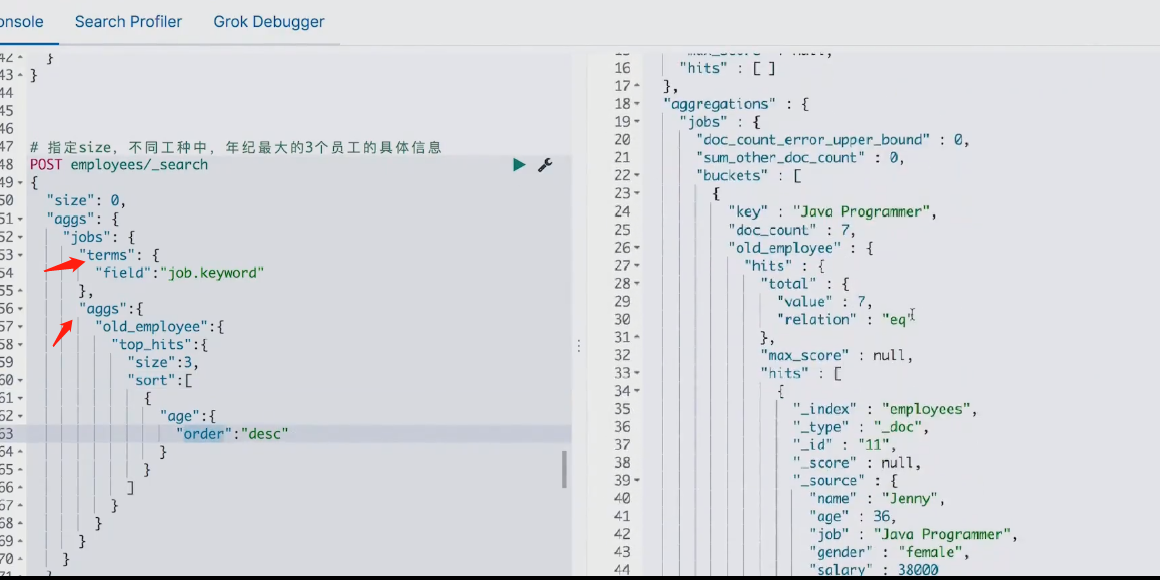 onsole Search Profiler Grok Debugger
42 }
43 }
44
45
46
47 # 指定size，不同工种中，年纪最大的3个员工的具体信息
48 POST employees/_search
49 {
50 "size": 0,
51 "aggs": {
52 "jobs": {
53 "terms": {
54 "field":"job.keyword"
55 },
56 "aggs":{
57 "old_employee":{
58 "top_hits":{
59 "size":3,
60 "sort":[
61 {
62 "age":{
63 "order":"desc"
64 }
65 }
66 ]
67 }
68 }
69 }
70 }
71 }
15 "max_score" : null,
16 "hits" : [ ]
17 },
18 "aggregations" : {
19 "jobs" : {
20 "doc_count_error_upper_bound" : 0,
21 "sum_other_doc_count" : 0,
22 "buckets" : [
23 {
24 "key" : "Java Programmer",
25 "doc_count" : 7,
26 "old_employee" : {
27 "hits" : {
28 "total" : {
29 "value" : 7,
30 "relation" : "eq"
31 },
32 "max_score" : null,
33 "hits" : [
34 {
35 "_index" : "employees",
36 "_type" : "_doc",
37 "_id" : "11",
38 "_score" : null,
39 "_source" : {
40 "name" : "Jenny",
41 "age" : 36,
42 "job" : "Java Programmer",
43 "gender" : "female",
44 "salary" : 38000